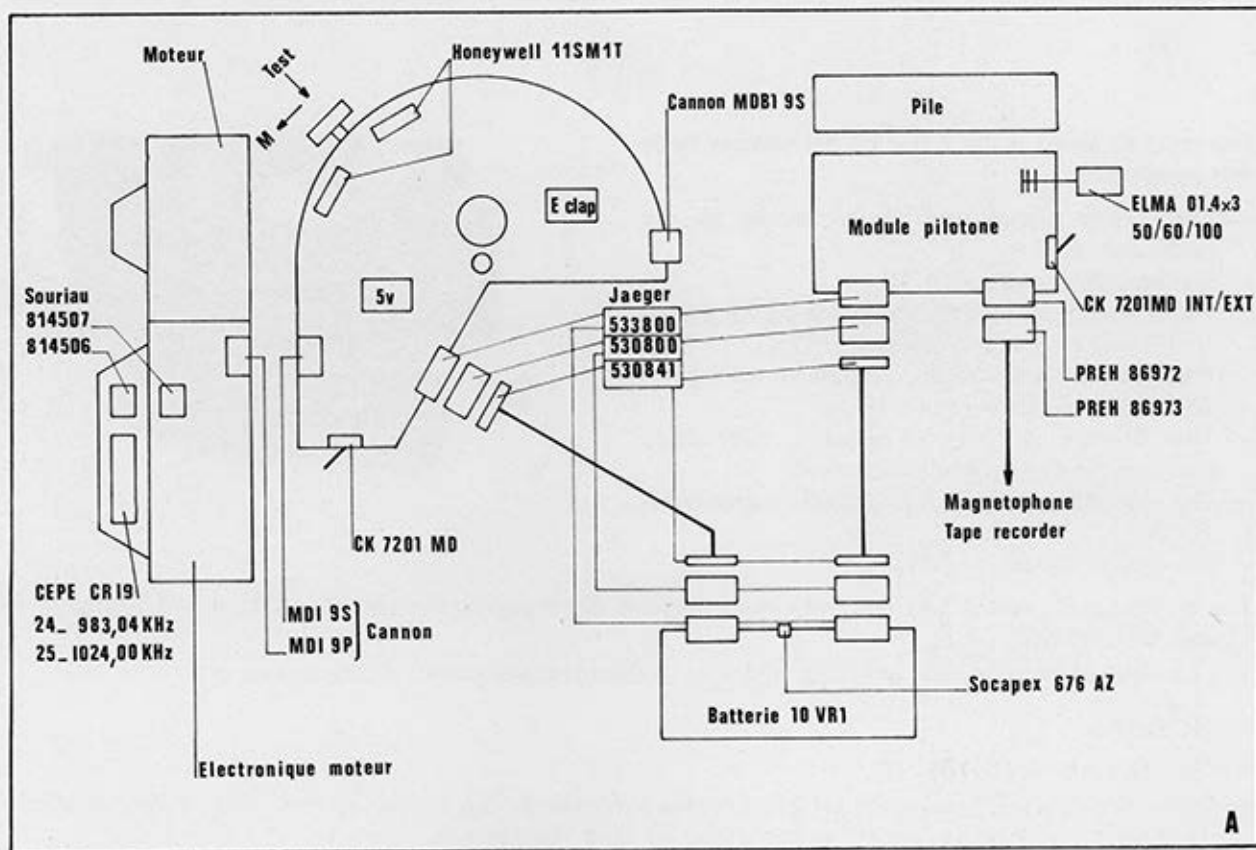 Moteur
Test
M
Honeywell 11SM1T
Cannon MDB1 9S
Pile
E clap
5v
Module pilotone
ELMA 01.4x3
50/60/100
CK 7201MD INT/EXT
Souriau
814507
814506
Jaeger
533800
530800
530841
PREH 86972
PREH 86973
Magnetophone
Tape recorder
CK 7201 MD
CEPE CR19
24_ 983,04 KHz
25_ 1024,00 KHz
MDI 9S
MDI 9P
Cannon
Socapex 676 AZ
Batterie 10 VR1
Electronique moteur
A